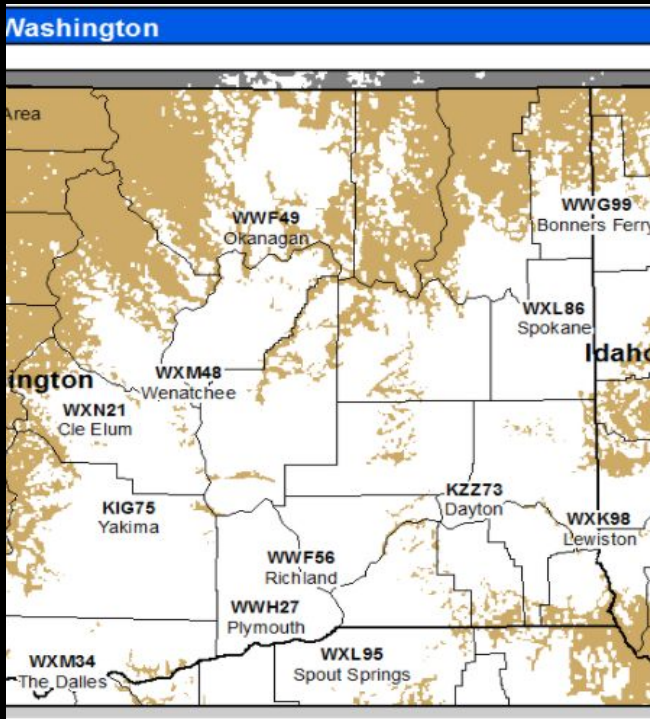 Washington
Area
WWF49
Okanagan
WWG99
Bonners Ferry
WXL86
Spokane
Idaho
WXM48
Wenatchee
ington
WXN21
Cle Elum
KIG75
Yakima
KZZ73
Dayton
WXK98
Lewiston
WWF56
Richland
WWH27
Plymouth
WXM34
The Dalles
WXL95
Spout Springs